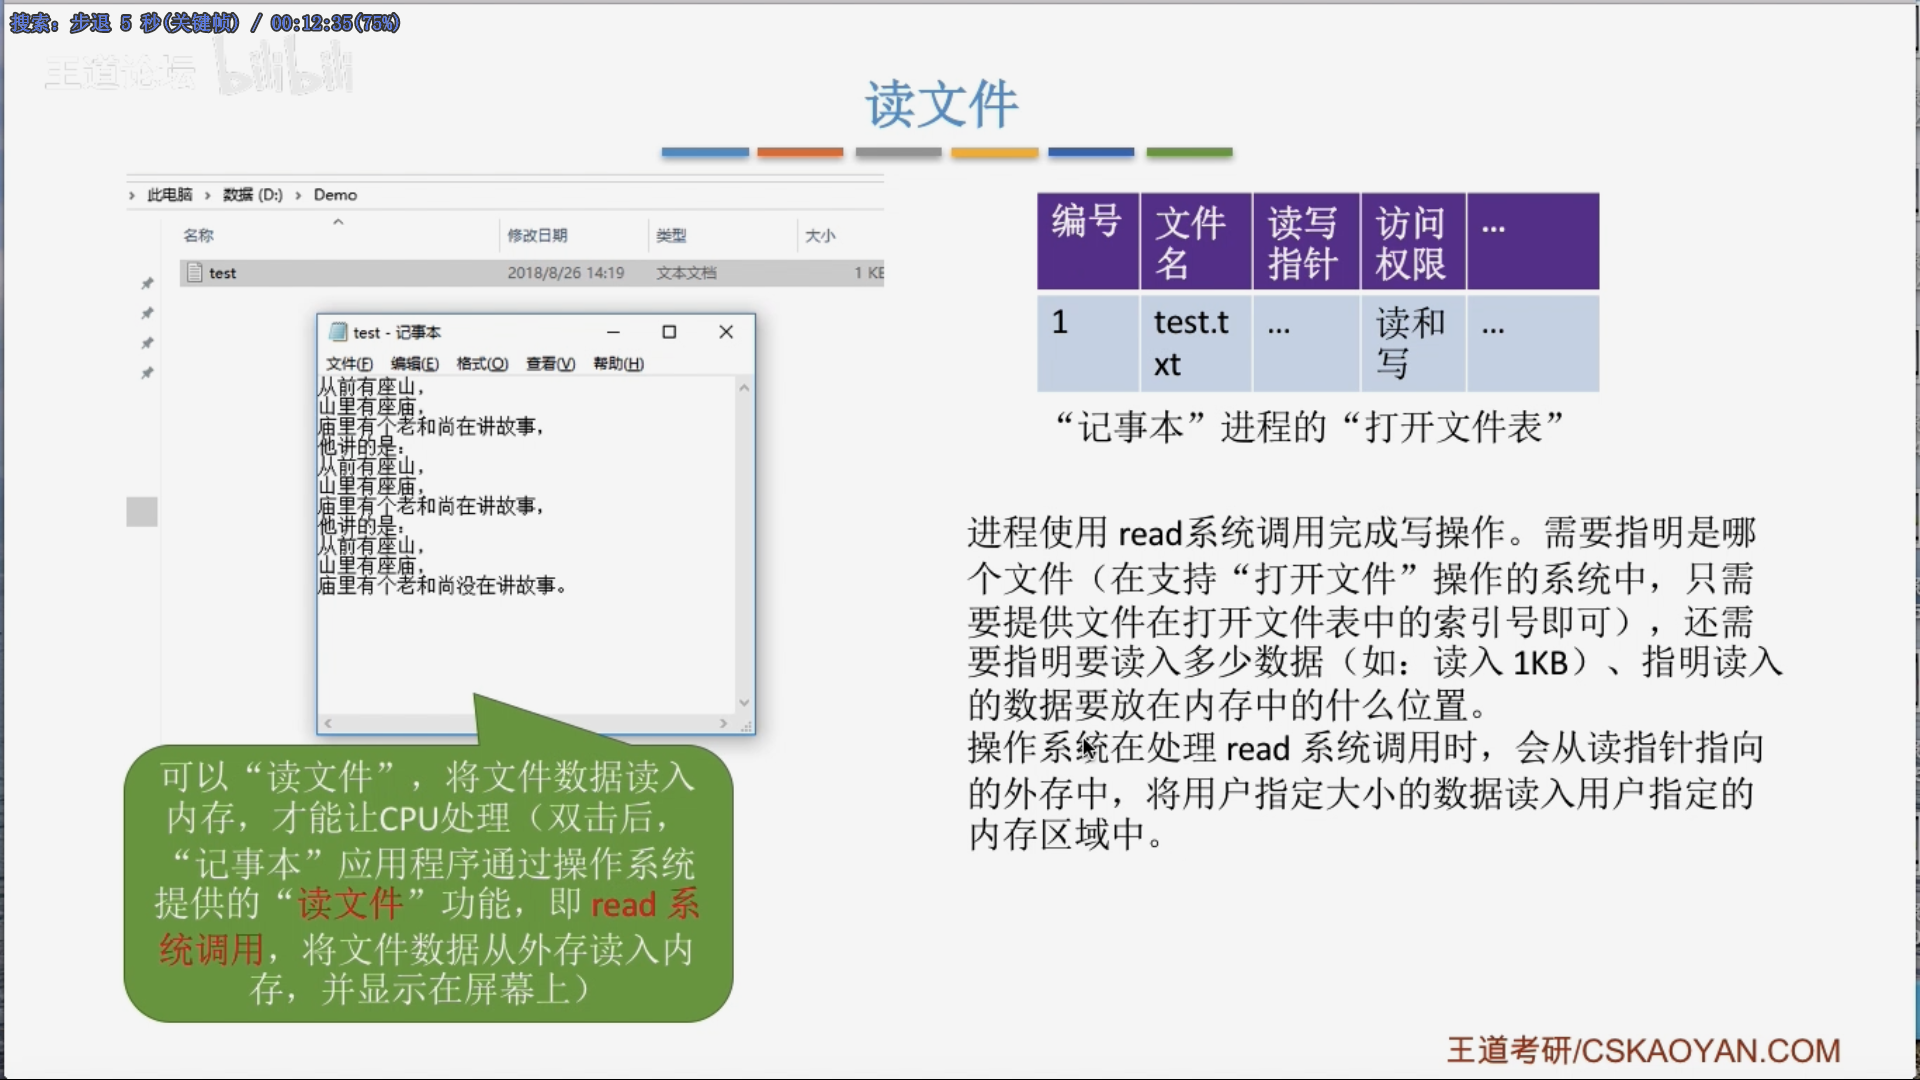 搜索: 步退 5 秒(关键帧) / 00:12:35(75%)
王道论坛 bilibili
读文件
› 此电脑 › 数据 (D:) › Demo
名称 修改日期 类型 大小
test 2018/8/26 14:19 文本文档 1 KB
test - 记事本
文件(F) 编辑(E) 格式(O) 查看(V) 帮助(H)
从前有座山，
山里有座庙，
庙里有个老和尚在讲故事，
他讲的是：
从前有座山，
山里有座庙，
庙里有个老和尚在讲故事，
他讲的是：
从前有座山，
山里有座庙，
庙里有个老和尚没在讲故事。
可以“读文件”，将文件数据读入
内存，才能让CPU处理（双击后，
“记事本”应用程序通过操作系统
提供的“读文件”功能，即 read 系
统调用，将文件数据从外存读入内
存，并显示在屏幕上）
编号 文件名 读写指针 访问权限 ...
1 test.txt ... 读和写 ...
“记事本”进程的“打开文件表”
进程使用 read系统调用完成写操作。需要指明是哪
个文件（在支持“打开文件”操作的系统中，只需
要提供文件在打开文件表中的索引号即可），还需
要指明要读入多少数据（如：读入 1KB）、指明读入
的数据要放在内存中的什么位置。
操作系统在处理 read 系统调用时，会从读指针指向
的外存中，将用户指定大小的数据读入用户指定的
内存区域中。
王道考研/CSKAOYAN.COM